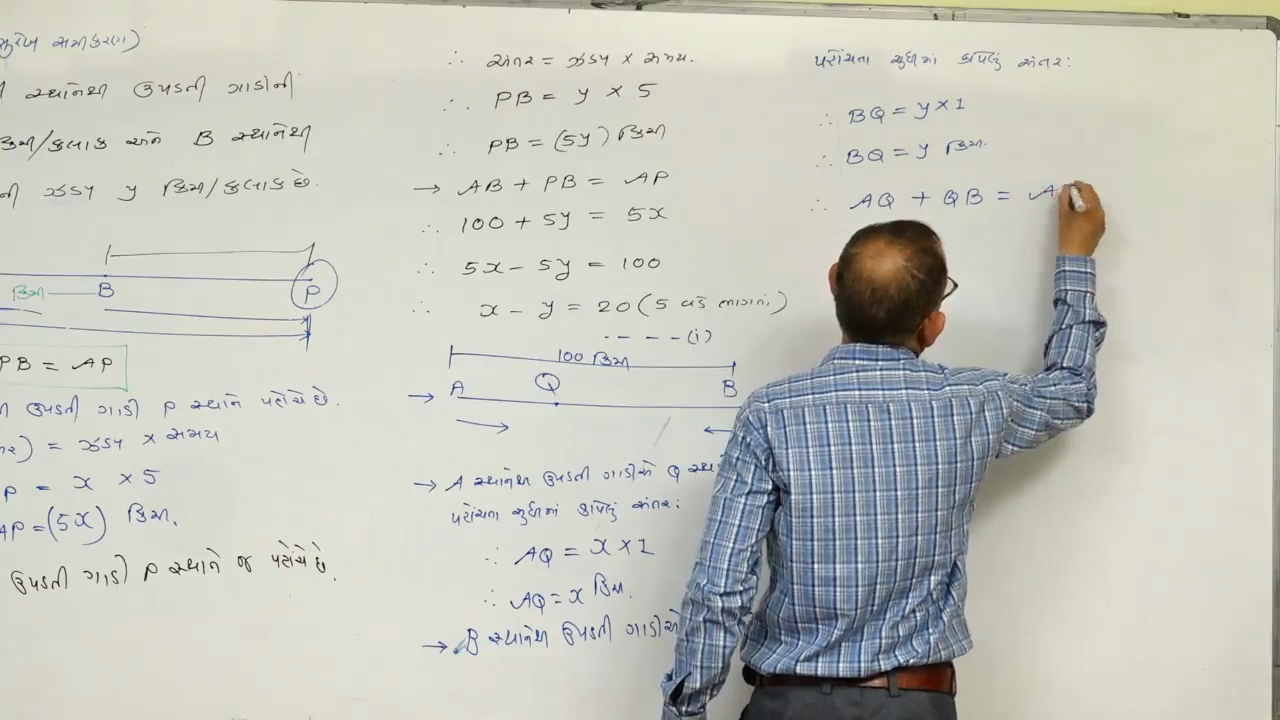 સુરેખ સમીકરણ)
સ્થાનેથી ઉપડતી ગાડીની
કિમી/કલાક અને B સ્થાનેથી
ની ઝડપ y કિમી/કલાક છે.
કિમી B P
PB = AP
ઉપડતી ગાડી P સ્થાને પહોંચે છે.
= ઝડપ × સમય
P = x × 5
AP = (5x) કિમી.
ઉપડતી ગાડી P સ્થાને જ પહોંચે છે.
∴ અંતર = ઝડપ × સમય.
∴ PB = y × 5
∴ PB = (5y) કિમી
→ AB + PB = AP
∴ 100 + 5y = 5x
∴ 5x - 5y = 100
∴ x - y = 20 (5 વડે ભાગતાં)
---- (i)
100 કિમી
→ A Q B
→ A સ્થાનેથી ઉપડતી ગાડીએ Q
પહોંચતા સુધીમાં કાપેલું અંતર:
∴ AQ = x × 1
∴ AQ = x કિમી.
→ B સ્થાનેથી ઉપડતી ગાડીએ
પહોંચતા સુધીમાં કાપેલું અંતર:
∴ BQ = y × 1
∴ BQ = y કિમી.
∴ AQ + QB = A